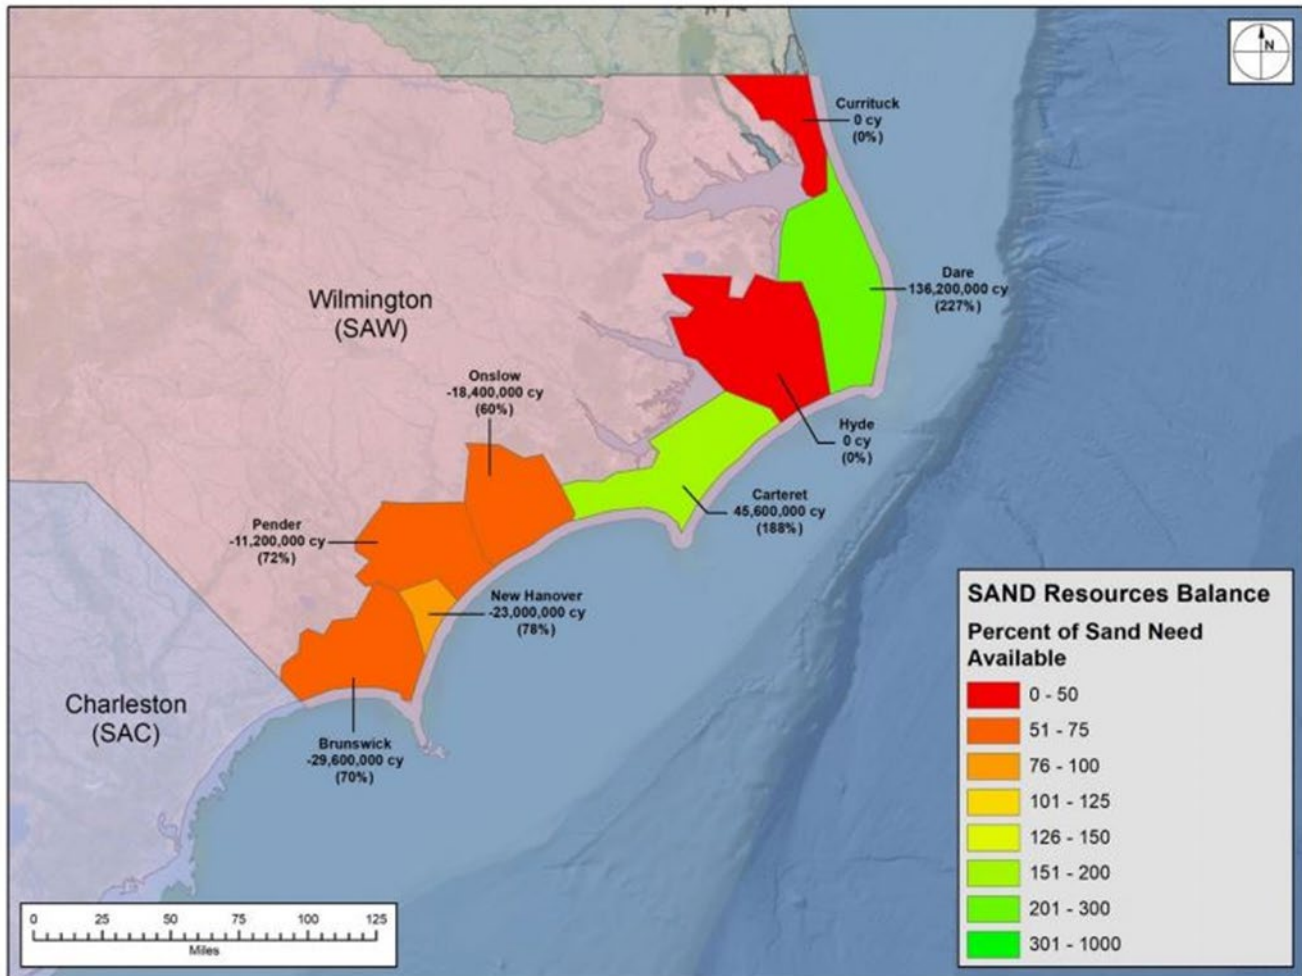 N
Currituck
0 cy
(0%)
Dare
136,200,000 cy
(227%)
Wilmington
(SAW)
Onslow
-18,400,000 cy
(60%)
Hyde
0 cy
(0%)
Carteret
45,600,000 cy
(188%)
Pender
-11,200,000 cy
(72%)
New Hanover
-23,000,000 cy
(78%)
Charleston
(SAC)
Brunswick
-29,600,000 cy
(70%)
SAND Resources Balance
Percent of Sand Need
Available
0 - 50
51 - 75
76 - 100
101 - 125
126 - 150
151 - 200
201 - 300
301 - 1000
0 25 50 75 100 125
Miles